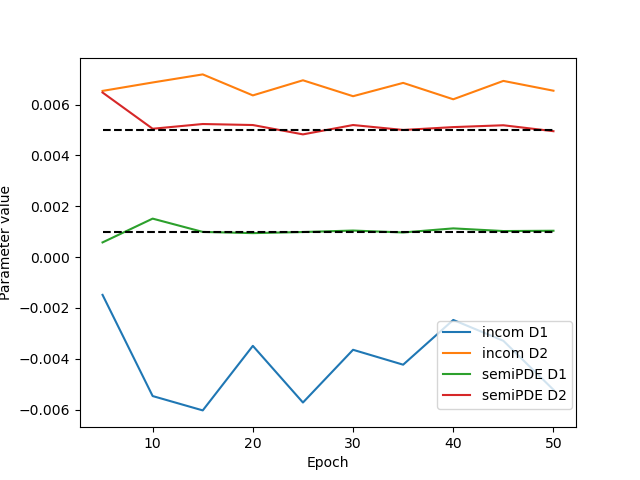 0.006
0.004
0.002
0.000
−0.002
−0.004
−0.006
Parameter value
10 20 30 40 50
Epoch
incom D1
incom D2
semiPDE D1
semiPDE D2